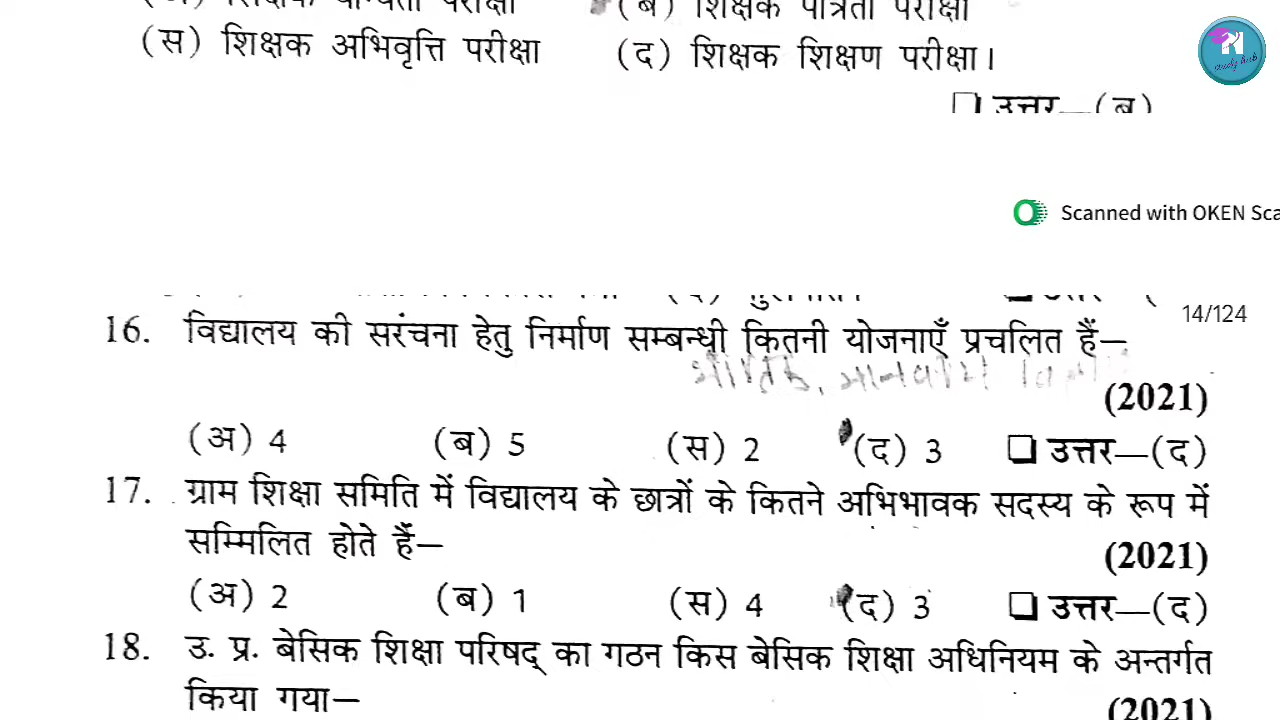 (स) शिक्षक अभिवृत्ति परीक्षा (द) शिक्षक शिक्षण परीक्षा।
उत्तर—(ब)
Scanned with OKEN Sca
14/124
16. विद्यालय की सरंचना हेतु निर्माण सम्बन्धी कितनी योजनाएँ प्रचलित हैं—
(2021)
(अ) 4 (ब) 5 (स) 2 (द) 3 ❑ उत्तर—(द)
17. ग्राम शिक्षा समिति में विद्यालय के छात्रों के कितने अभिभावक सदस्य के रूप में
सम्मिलित होते हैं— (2021)
(अ) 2 (ब) 1 (स) 4 (द) 3 ❑ उत्तर—(द)
18. उ. प्र. बेसिक शिक्षा परिषद् का गठन किस बेसिक शिक्षा अधिनियम के अन्तर्गत
किया गया— (2021)